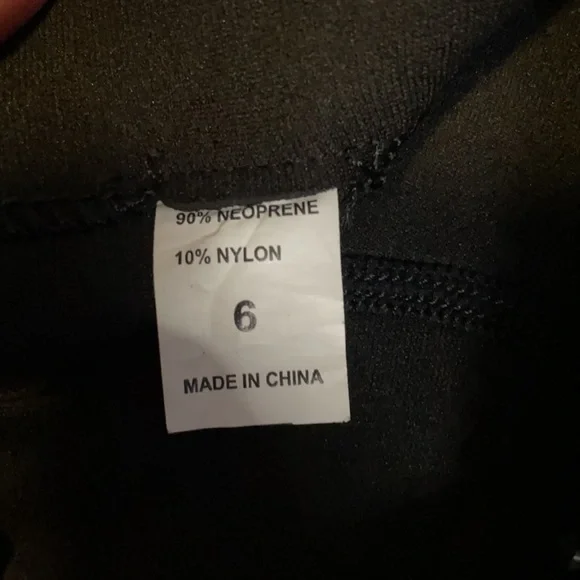 90% NEOPRENE
10% NYLON
6
MADE IN CHINA